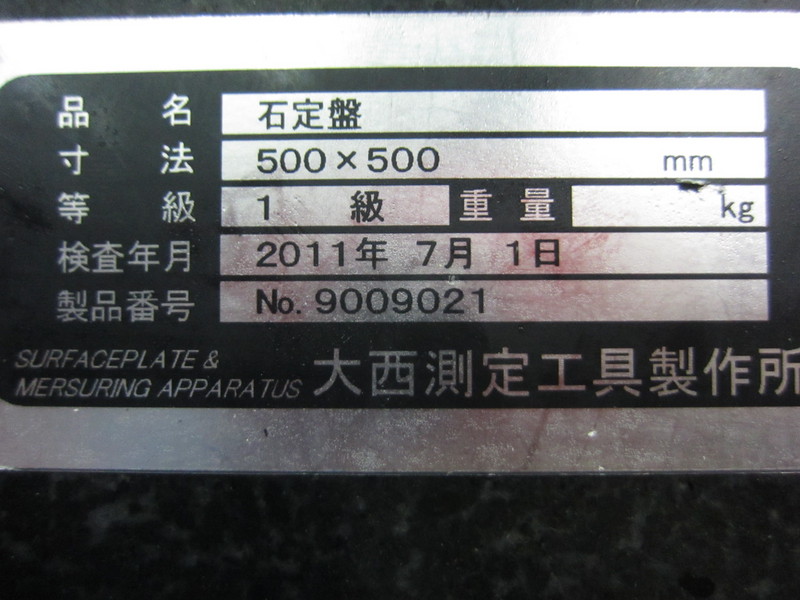 品名 石定盤
寸法 500×500 mm
等級 1 級 重量 kg
検査年月 2011年 7月 1日
製品番号 No. 9009021
SURFACEPLATE &
MERSURING APPARATUS 大西測定工具製作所